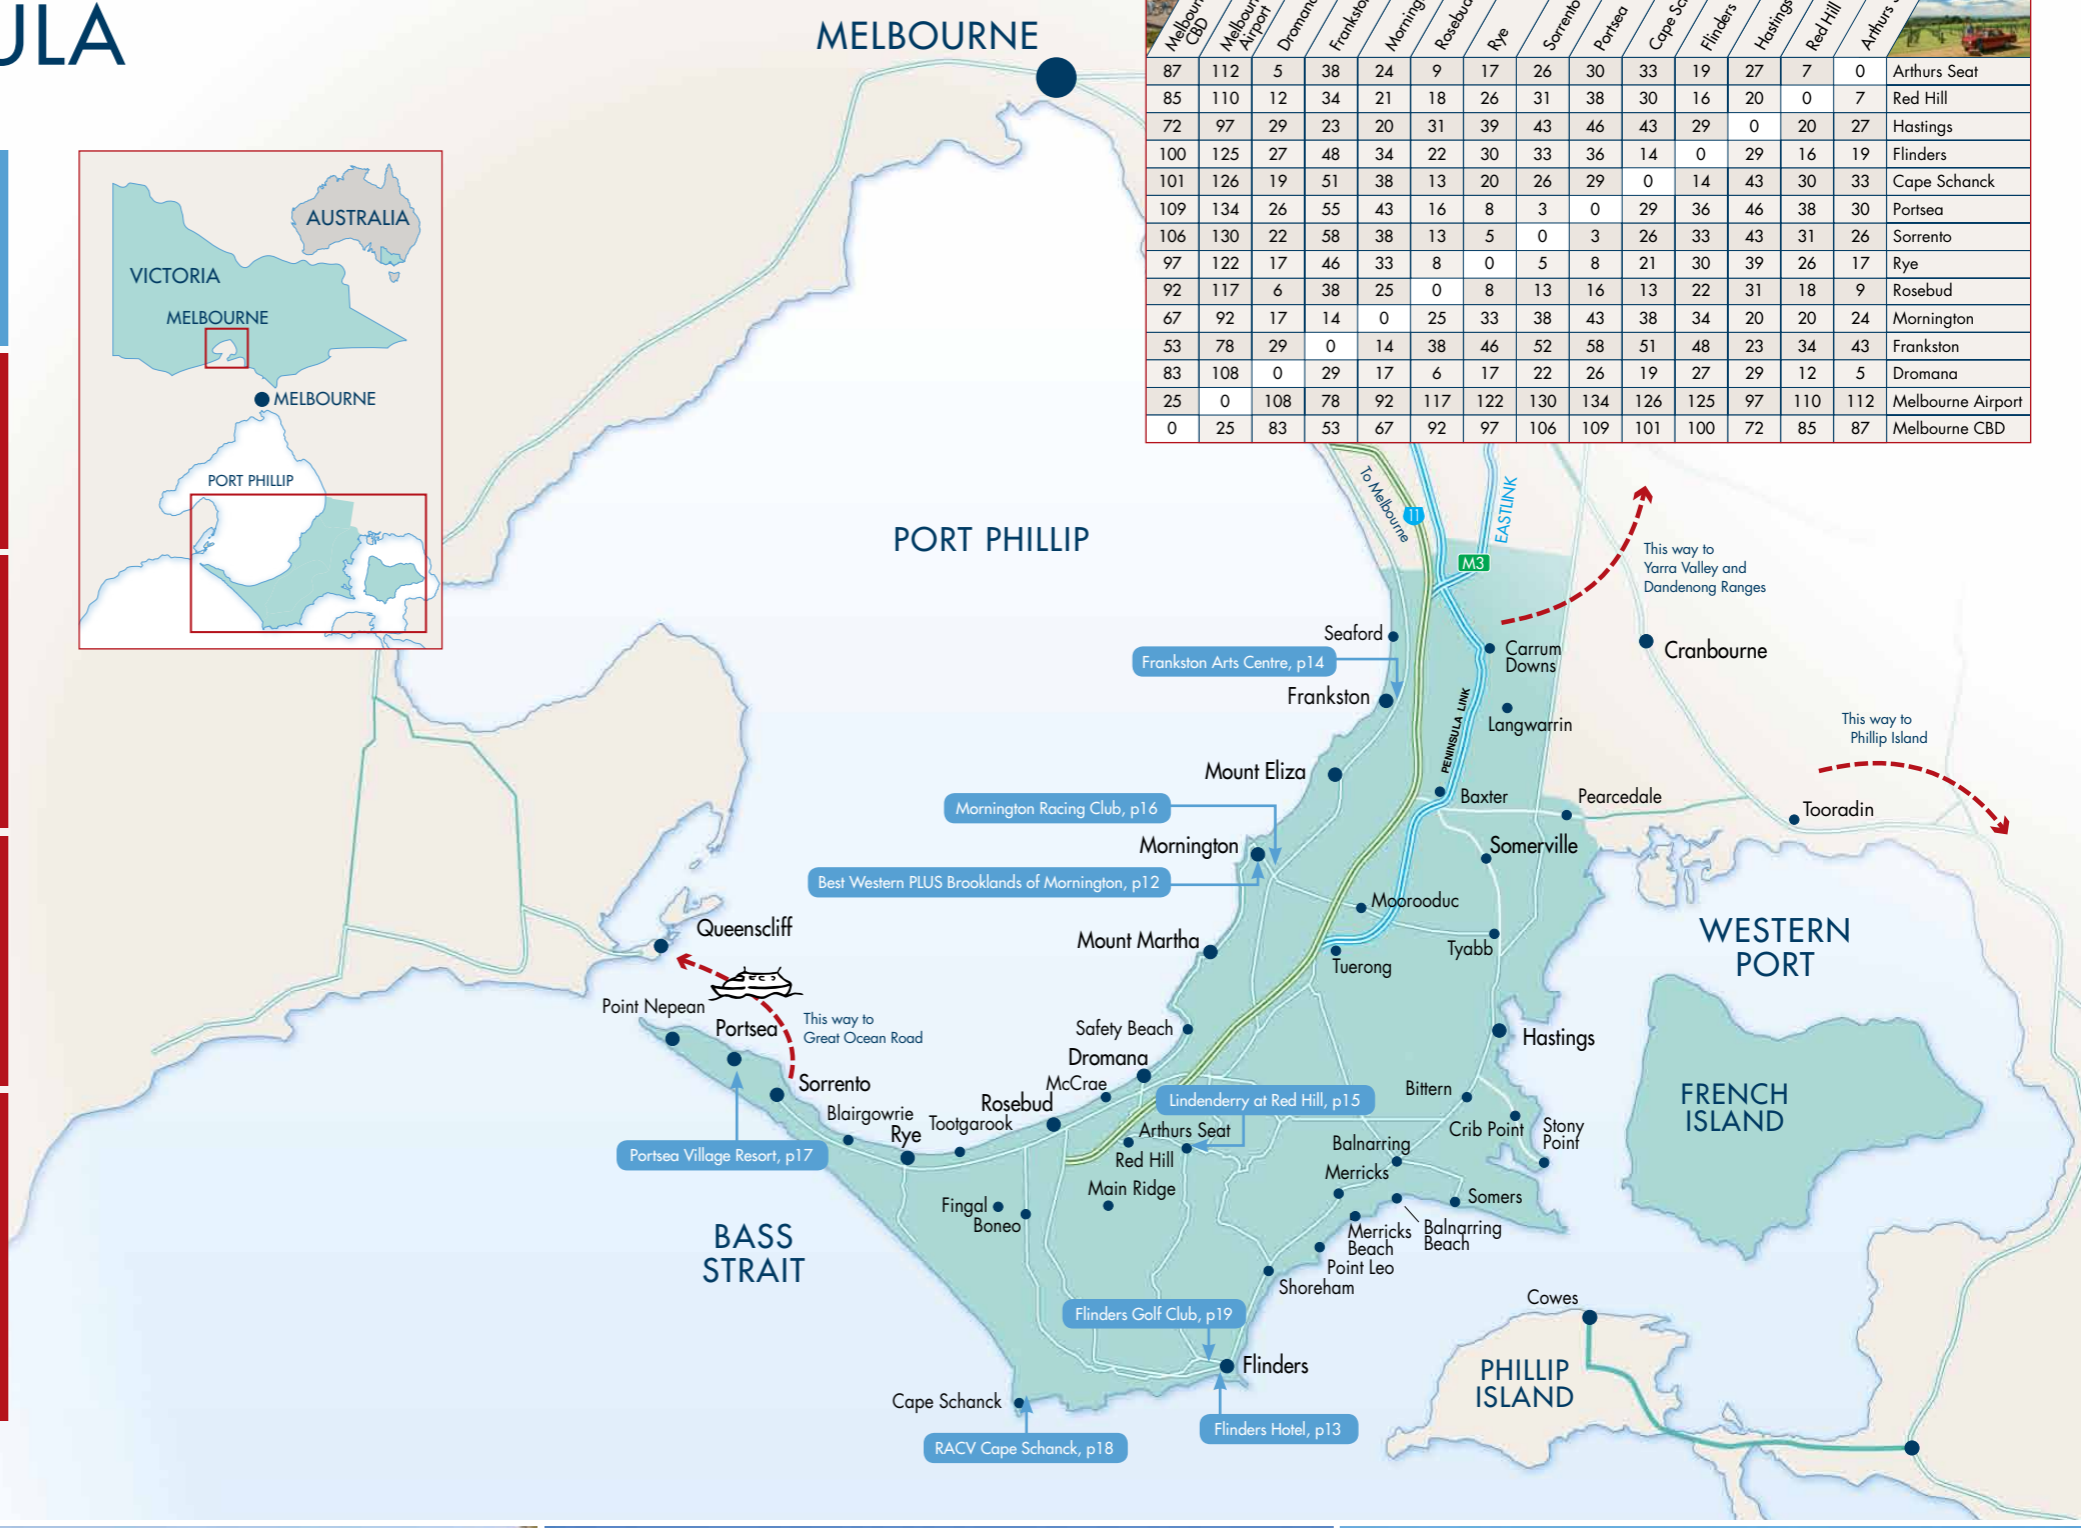 ULA
MELBOURNE
AUSTRALIA
VICTORIA
MELBOURNE
MELBOURNE
PORT PHILLIP
CBD
Airport
Rye
Sorrento
Portsea
Flinders
Hastings
Red Hill
87 112 5 38 24 9 17 26 30 33 19 27 7 0 Arthurs Seat
85 110 12 34 21 18 26 31 38 30 16 20 0 7 Red Hill
72 97 29 23 20 31 39 43 46 43 29 0 20 27 Hastings
100 125 27 48 34 22 30 33 36 14 0 29 16 19 Flinders
101 126 19 51 38 13 20 26 29 0 14 43 30 33 Cape Schanck
109 134 26 55 43 16 8 3 0 29 36 46 38 30 Portsea
106 130 22 58 38 13 5 0 3 26 33 43 31 26 Sorrento
97 122 17 46 33 8 0 5 8 21 30 39 26 17 Rye
92 117 6 38 25 0 8 13 16 13 22 31 18 9 Rosebud
67 92 17 14 0 25 33 38 43 38 34 20 20 24 Mornington
53 78 29 0 14 38 46 52 58 51 48 23 34 43 Frankston
83 108 0 29 17 6 17 22 26 19 27 29 12 5 Dromana
25 0 108 78 92 117 122 130 134 126 125 97 110 112 Melbourne Airport
0 25 83 53 67 92 97 106 109 101 100 72 85 87 Melbourne CBD
To Melbourne
11
EASTLINK
M3
PORT PHILLIP
This way to
Yarra Valley and
Dandenong Ranges
Seaford
Frankston Arts Centre, p14
Carrum
Downs
Cranbourne
Frankston
PENINSULA LINK
Langwarrin
This way to
Phillip Island
Mount Eliza
Mornington Racing Club, p16
Baxter
Pearcedale
Tooradin
Mornington
Somerville
Best Western PLUS Brooklands of Mornington, p12
Moorooduc
Queenscliff
Mount Martha
Tyabb
Tuerong
WESTERN
PORT
Point Nepean
Portsea
This way to
Great Ocean Road
Safety Beach
Hastings
Dromana
McCrae
Sorrento
Blairgowrie
Rye
Tootgarook
Rosebud
Lindenderry at Red Hill, p15
Bittern
FRENCH
ISLAND
Arthurs Seat
Crib Point
Stony
Point
Portsea Village Resort, p17
Red Hill
Balnarring
Merricks
Main Ridge
Fingal
Boneo
Somers
Merricks
Beach
Balnarring
Beach
BASS
STRAIT
Point Leo
Shoreham
Cowes
Flinders Golf Club, p19
Flinders
PHILLIP
ISLAND
Cape Schanck
Flinders Hotel, p13
RACV Cape Schanck, p18